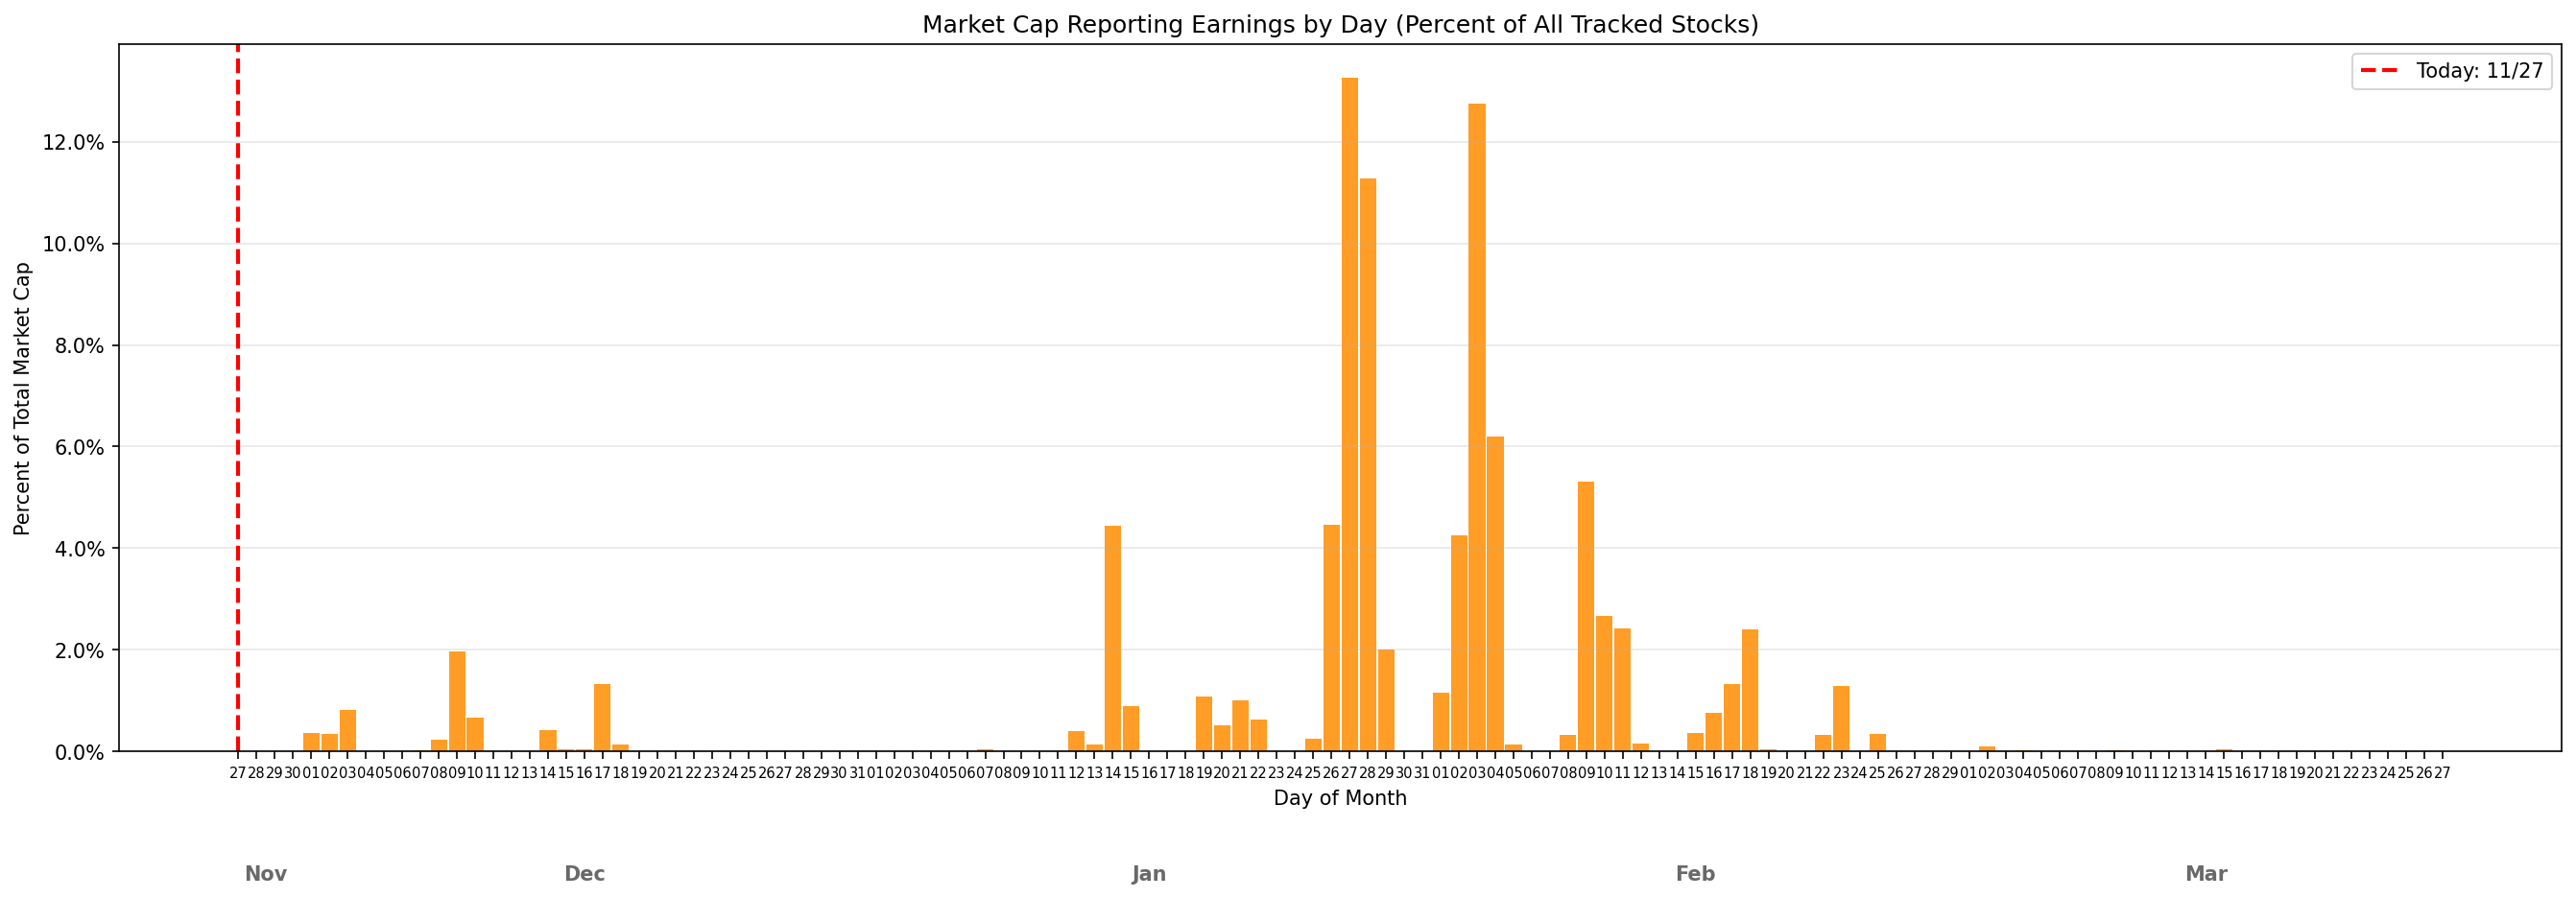 Market Cap Reporting Earnings by Day (Percent of All Tracked Stocks)
Today: 11/27
Percent of Total Market Cap
12.0%
10.0%
8.0%
6.0%
4.0%
2.0%
0.0%
27 28 29 30 01 02 03 04 05 06 07 08 09 10 11 12 13 14 15 16 17 18 19 20 21 22 23 24 25 26 27 28 29 30 31 01 02 03 04 05 06 07 08 09 10 11 12 13 14 15 16 17 18 19 20 21 22 23 24 25 26 27 28 29 30 31 01 02 03 04 05 06 07 08 09 10 11 12 13 14 15 16 17 18 19 20 21 22 23 24 25 26 27 28 29 01 02 03 04 05 06 07 08 09 10 11 12 13 14 15 16 17 18 19 20 21 22 23 24 25 26 27
Day of Month
Nov Dec Jan Feb Mar